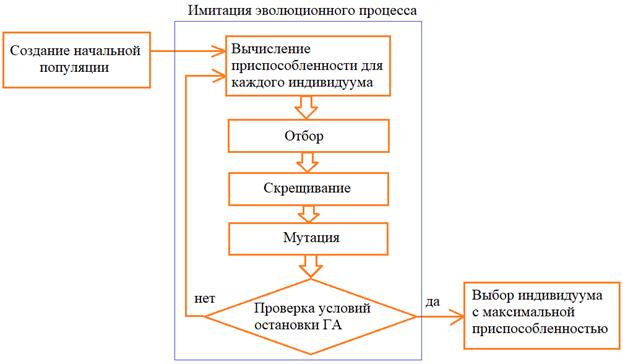 Имитация эволюционного процесса
Создание начальной
популяции
Вычисление
приспособленности для
каждого индивидуума
Отбор
Скрещивание
Мутация
Проверка условий
остановки ГА
нет
да
Выбор индивидуума
с максимальной
приспособленностью